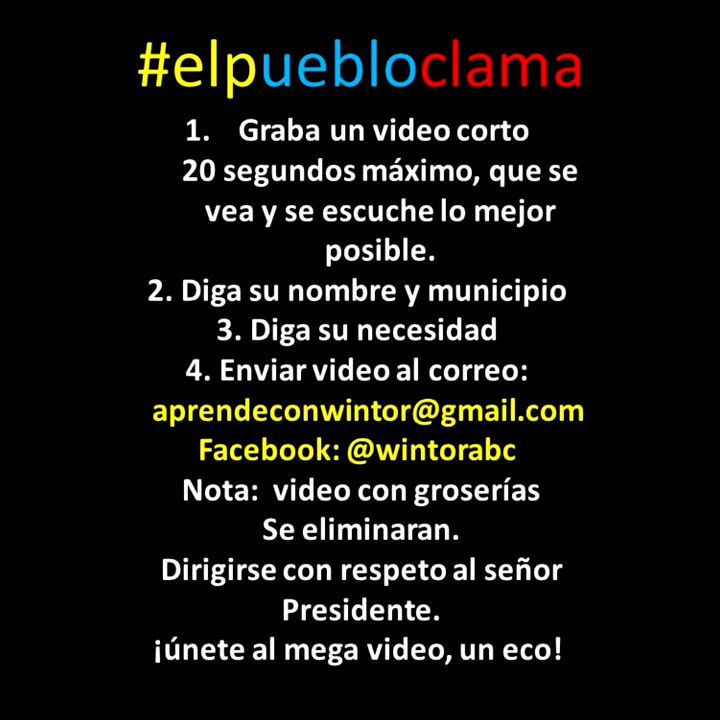 #elpuebloclama
1. Graba un video corto
20 segundos máximo, que se
vea y se escuche lo mejor
posible.
2. Diga su nombre y municipio
3. Diga su necesidad
4. Enviar video al correo:
aprendeconwintor@gmail.com
Facebook: @wintorabc
Nota: video con groserías
Se eliminaran.
Dirigirse con respeto al señor
Presidente.
¡únete al mega video, un eco!